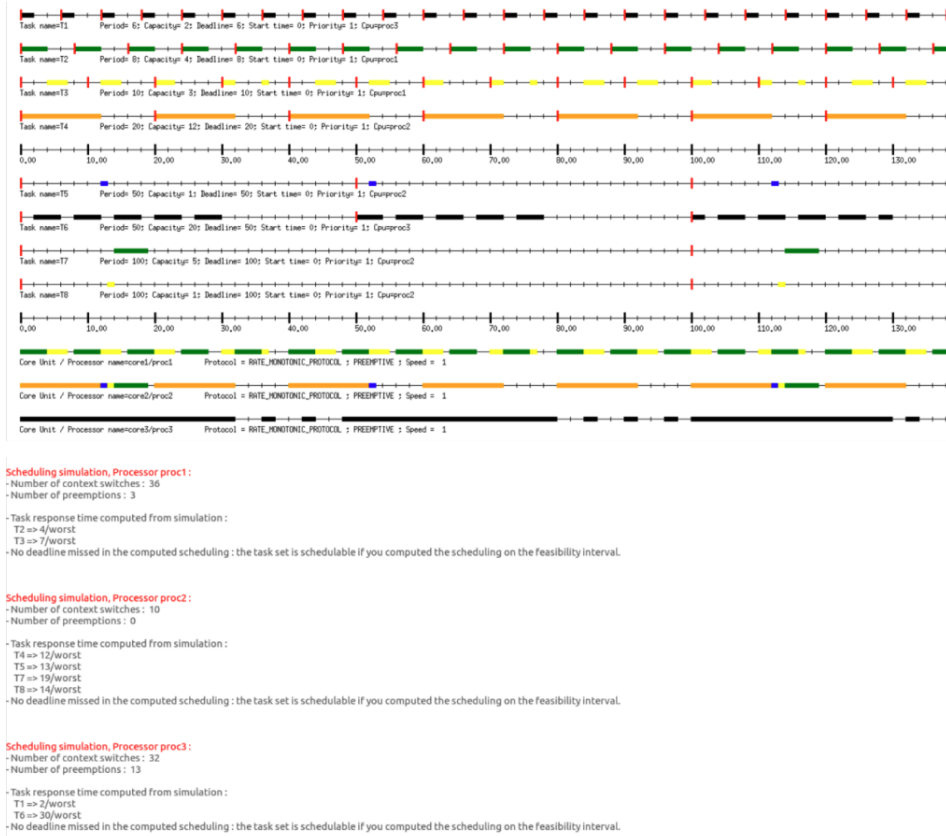 Task name=T1 Period= 6; Capacity= 2; Deadline= 6; Start time= 0; Priority= 1; Cpu=proc3
Task name=T2 Period= 8; Capacity= 4; Deadline= 8; Start time= 0; Priority= 1; Cpu=proc1
Task name=T3 Period= 10; Capacity= 3; Deadline= 10; Start time= 0; Priority= 1; Cpu=proc1
Task name=T4 Period= 20; Capacity= 12; Deadline= 20; Start time= 0; Priority= 1; Cpu=proc2
0,00 10,00 20,00 30,00 40,00 50,00 60,00 70,00 80,00 90,00 100,00 110,00 120,00 130,00
Task name=T5 Period= 50; Capacity= 1; Deadline= 50; Start time= 0; Priority= 1; Cpu=proc2
Task name=T6 Period= 50; Capacity= 20; Deadline= 50; Start time= 0; Priority= 1; Cpu=proc3
Task name=T7 Period= 100; Capacity= 5; Deadline= 100; Start time= 0; Priority= 1; Cpu=proc2
Task name=T8 Period= 100; Capacity= 1; Deadline= 100; Start time= 0; Priority= 1; Cpu=proc2
0,00 10,00 20,00 30,00 40,00 50,00 60,00 70,00 80,00 90,00 100,00 110,00 120,00 130,00
Core Unit / Processor name=core1/proc1 Protocol = RATE_MONOTONIC_PROTOCOL ; PREEMPTIVE ; Speed = 1
Core Unit / Processor name=core2/proc2 Protocol = RATE_MONOTONIC_PROTOCOL ; PREEMPTIVE ; Speed = 1
Core Unit / Processor name=core3/proc3 Protocol = RATE_MONOTONIC_PROTOCOL ; PREEMPTIVE ; Speed = 1
Scheduling simulation, Processor proc1 :
- Number of context switches : 36
- Number of preemptions : 3
- Task response time computed from simulation :
T2 => 4/worst
T3 => 7/worst
- No deadline missed in the computed scheduling : the task set is schedulable if you computed the scheduling on the feasibility interval.
Scheduling simulation, Processor proc2 :
- Number of context switches : 10
- Number of preemptions : 0
- Task response time computed from simulation :
T4 => 12/worst
T5 => 13/worst
T7 => 19/worst
T8 => 14/worst
- No deadline missed in the computed scheduling : the task set is schedulable if you computed the scheduling on the feasibility interval.
Scheduling simulation, Processor proc3 :
- Number of context switches : 32
- Number of preemptions : 13
- Task response time computed from simulation :
T1 => 2/worst
T6 => 30/worst
- No deadline missed in the computed scheduling : the task set is schedulable if you computed the scheduling on the feasibility interval.